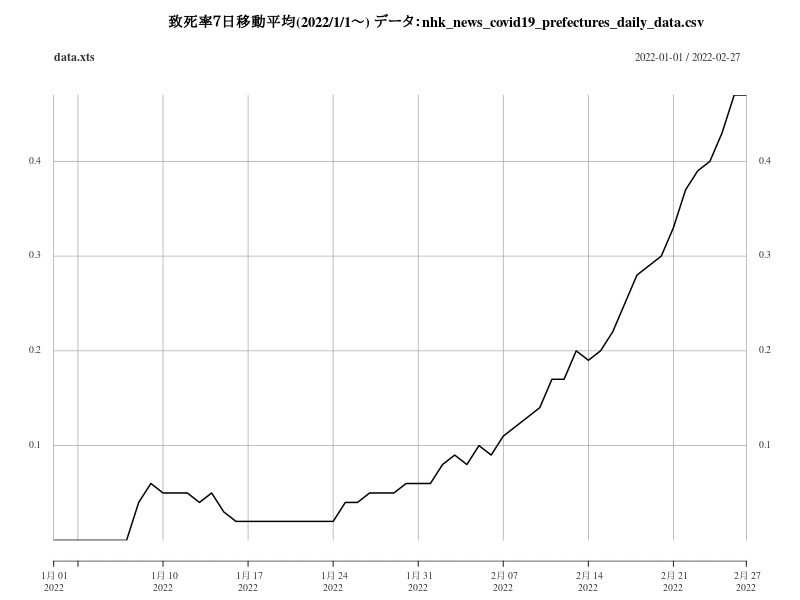 致死率7日移動平均(2022/1/1～) データ:nhk_news_covid19_prefectures_daily_data.csv
data.xts
2022-01-01 / 2022-02-27
0.4 0.4
0.3 0.3
0.2 0.2
0.1 0.1
1月 01 1月 10 1月 17 1月 24 1月 31 2月 07 2月 14 2月 21 2月 27
2022 2022 2022 2022 2022 2022 2022 2022 2022